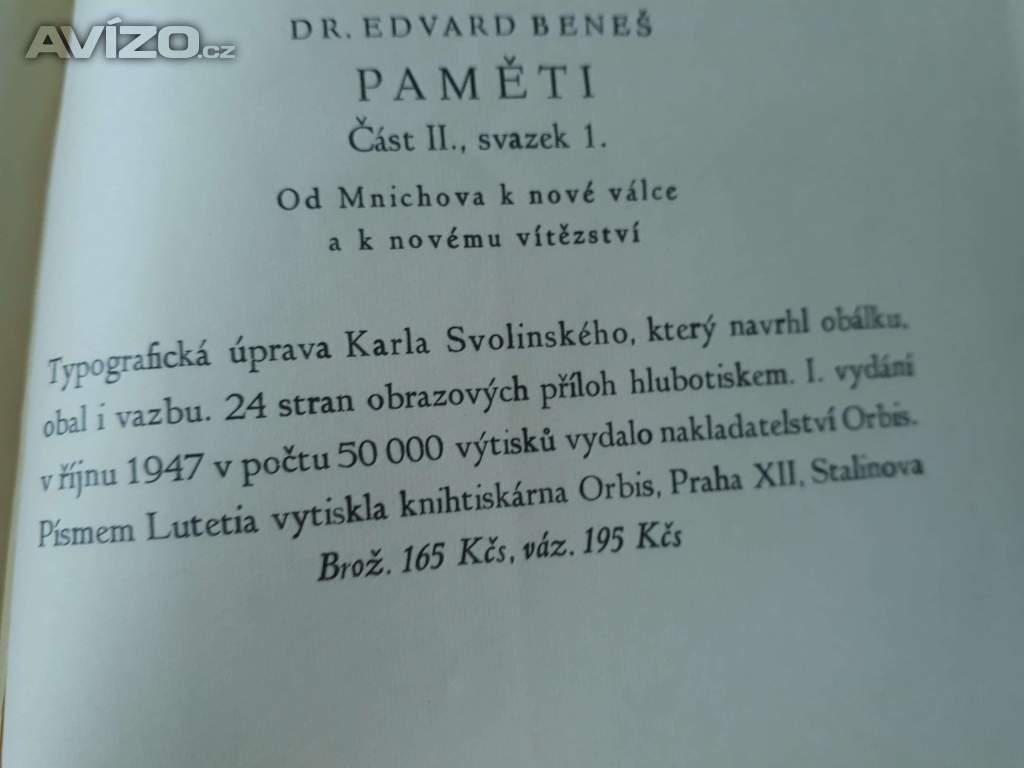 AVÍZO.cz
DR. EDVARD BENEŠ
PAMĚTI
Část II., svazek 1.
Od Mnichova k nové válce
a k novému vítězství
Typografická úprava Karla Svolinského, který navrhl obálku,
obal i vazbu. 24 stran obrazových příloh hlubotiskem. I. vydání
v říjnu 1947 v počtu 50 000 výtisků vydalo nakladatelství Orbis.
Písmem Lutetia vytiskla knihtiskárna Orbis, Praha XII, Stalinova
Brož. 165 Kčs, váz. 195 Kčs